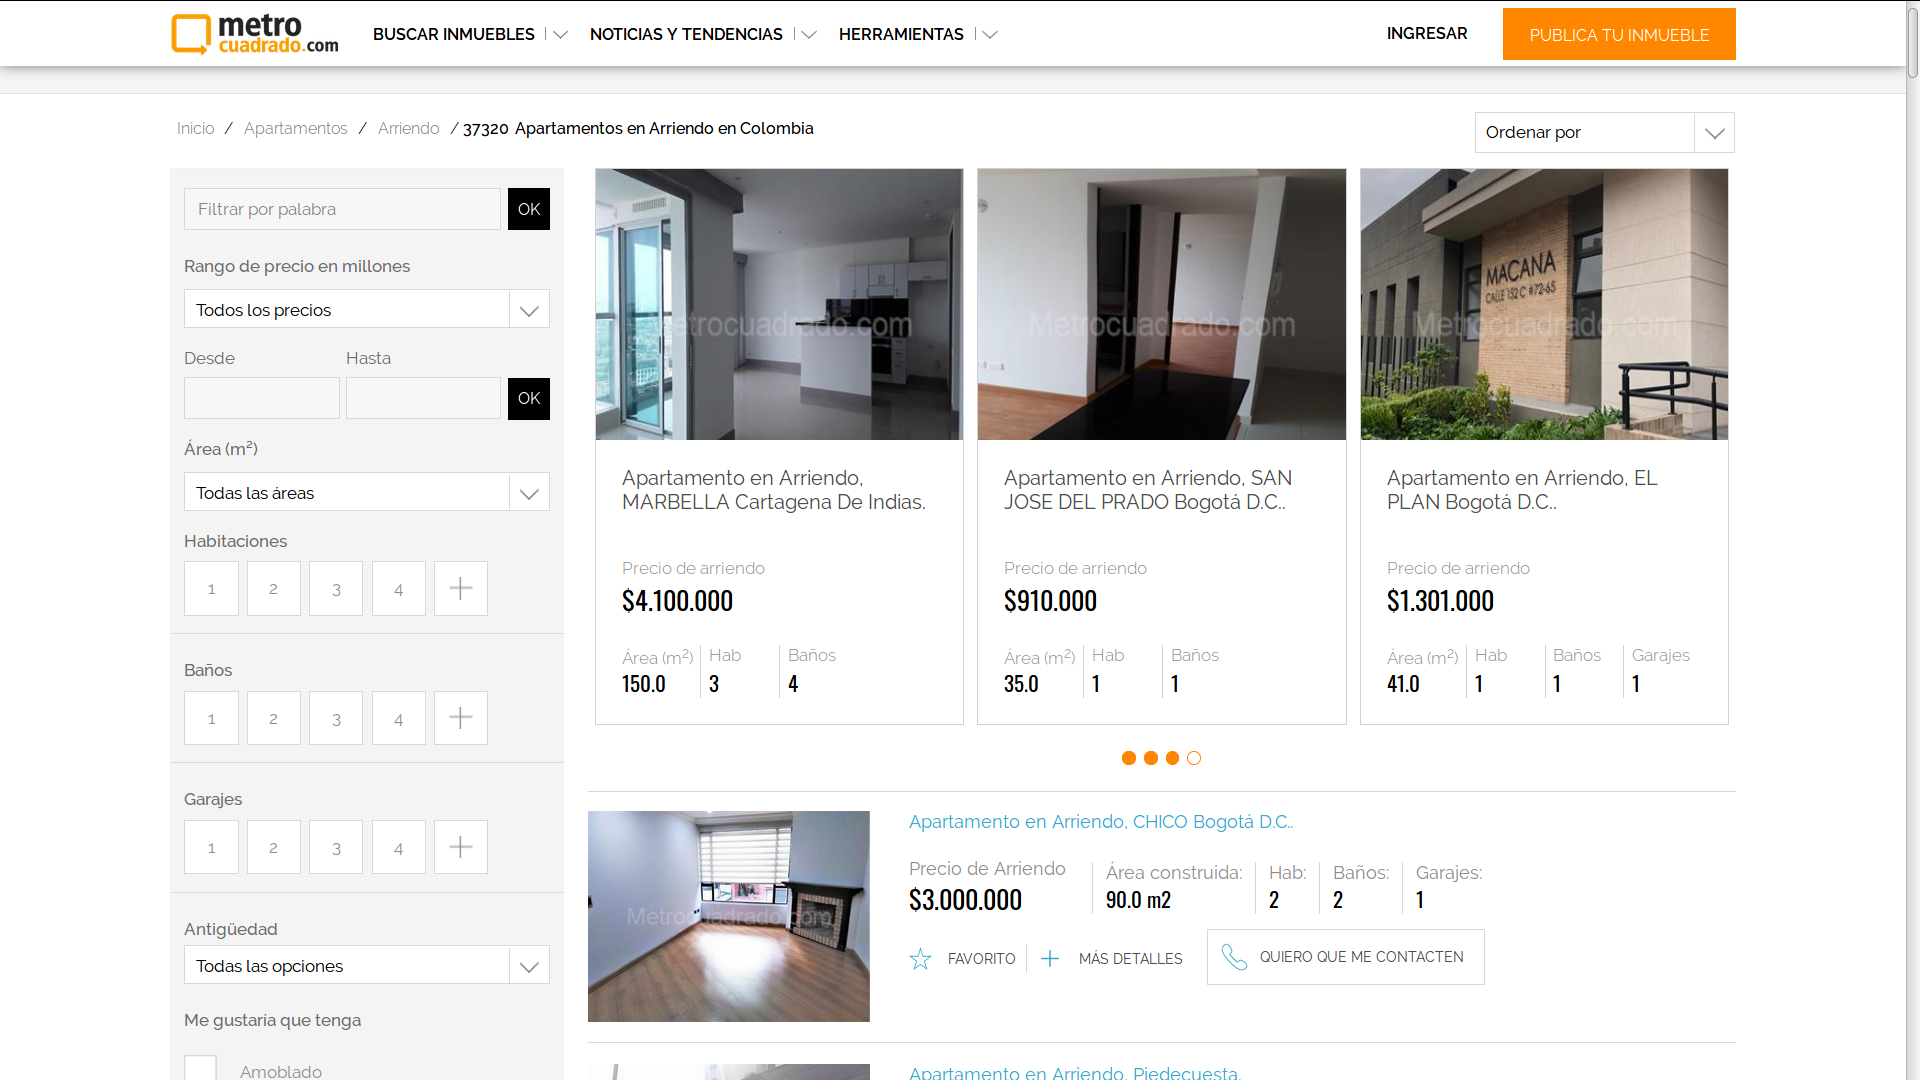 metro
cuadrado.com
BUSCAR INMUEBLES
NOTICIAS Y TENDENCIAS
HERRAMIENTAS
INGRESAR
PUBLICA TU INMUEBLE
Inicio / Apartamentos / Arriendo / 37320 Apartamentos en Arriendo en Colombia
Ordenar por
Filtrar por palabra
OK
Rango de precio en millones
Todos los precios
Desde
Hasta
OK
Área (m²)
Todas las áreas
Habitaciones
1 2 3 4 +
Baños
1 2 3 4 +
Garajes
1 2 3 4 +
Antigüedad
Todas las opciones
Me gustaría que tenga
Amoblado
Metrocuadrado.com
Apartamento en Arriendo,
MARBELLA Cartagena De Indias.
Precio de arriendo
$4.100.000
Área (m²) Hab Baños
150.0 3 4
Metrocuadrado.com
Apartamento en Arriendo, SAN
JOSE DEL PRADO Bogotá D.C..
Precio de arriendo
$910.000
Área (m²) Hab Baños
35.0 1 1
MACANA
CALLE 152 C #72-65
Metrocuadrado.com
Apartamento en Arriendo, EL
PLAN Bogotá D.C..
Precio de arriendo
$1.301.000
Área (m²) Hab Baños Garajes
41.0 1 1 1
Metrocuadrado.com
Apartamento en Arriendo, CHICO Bogotá D.C..
Precio de Arriendo
$3.000.000
Área construida: Hab: Baños: Garajes:
90.0 m2 2 2 1
FAVORITO
MÁS DETALLES
QUIERO QUE ME CONTACTEN
Apartamento en Arriendo, Piedecuesta.